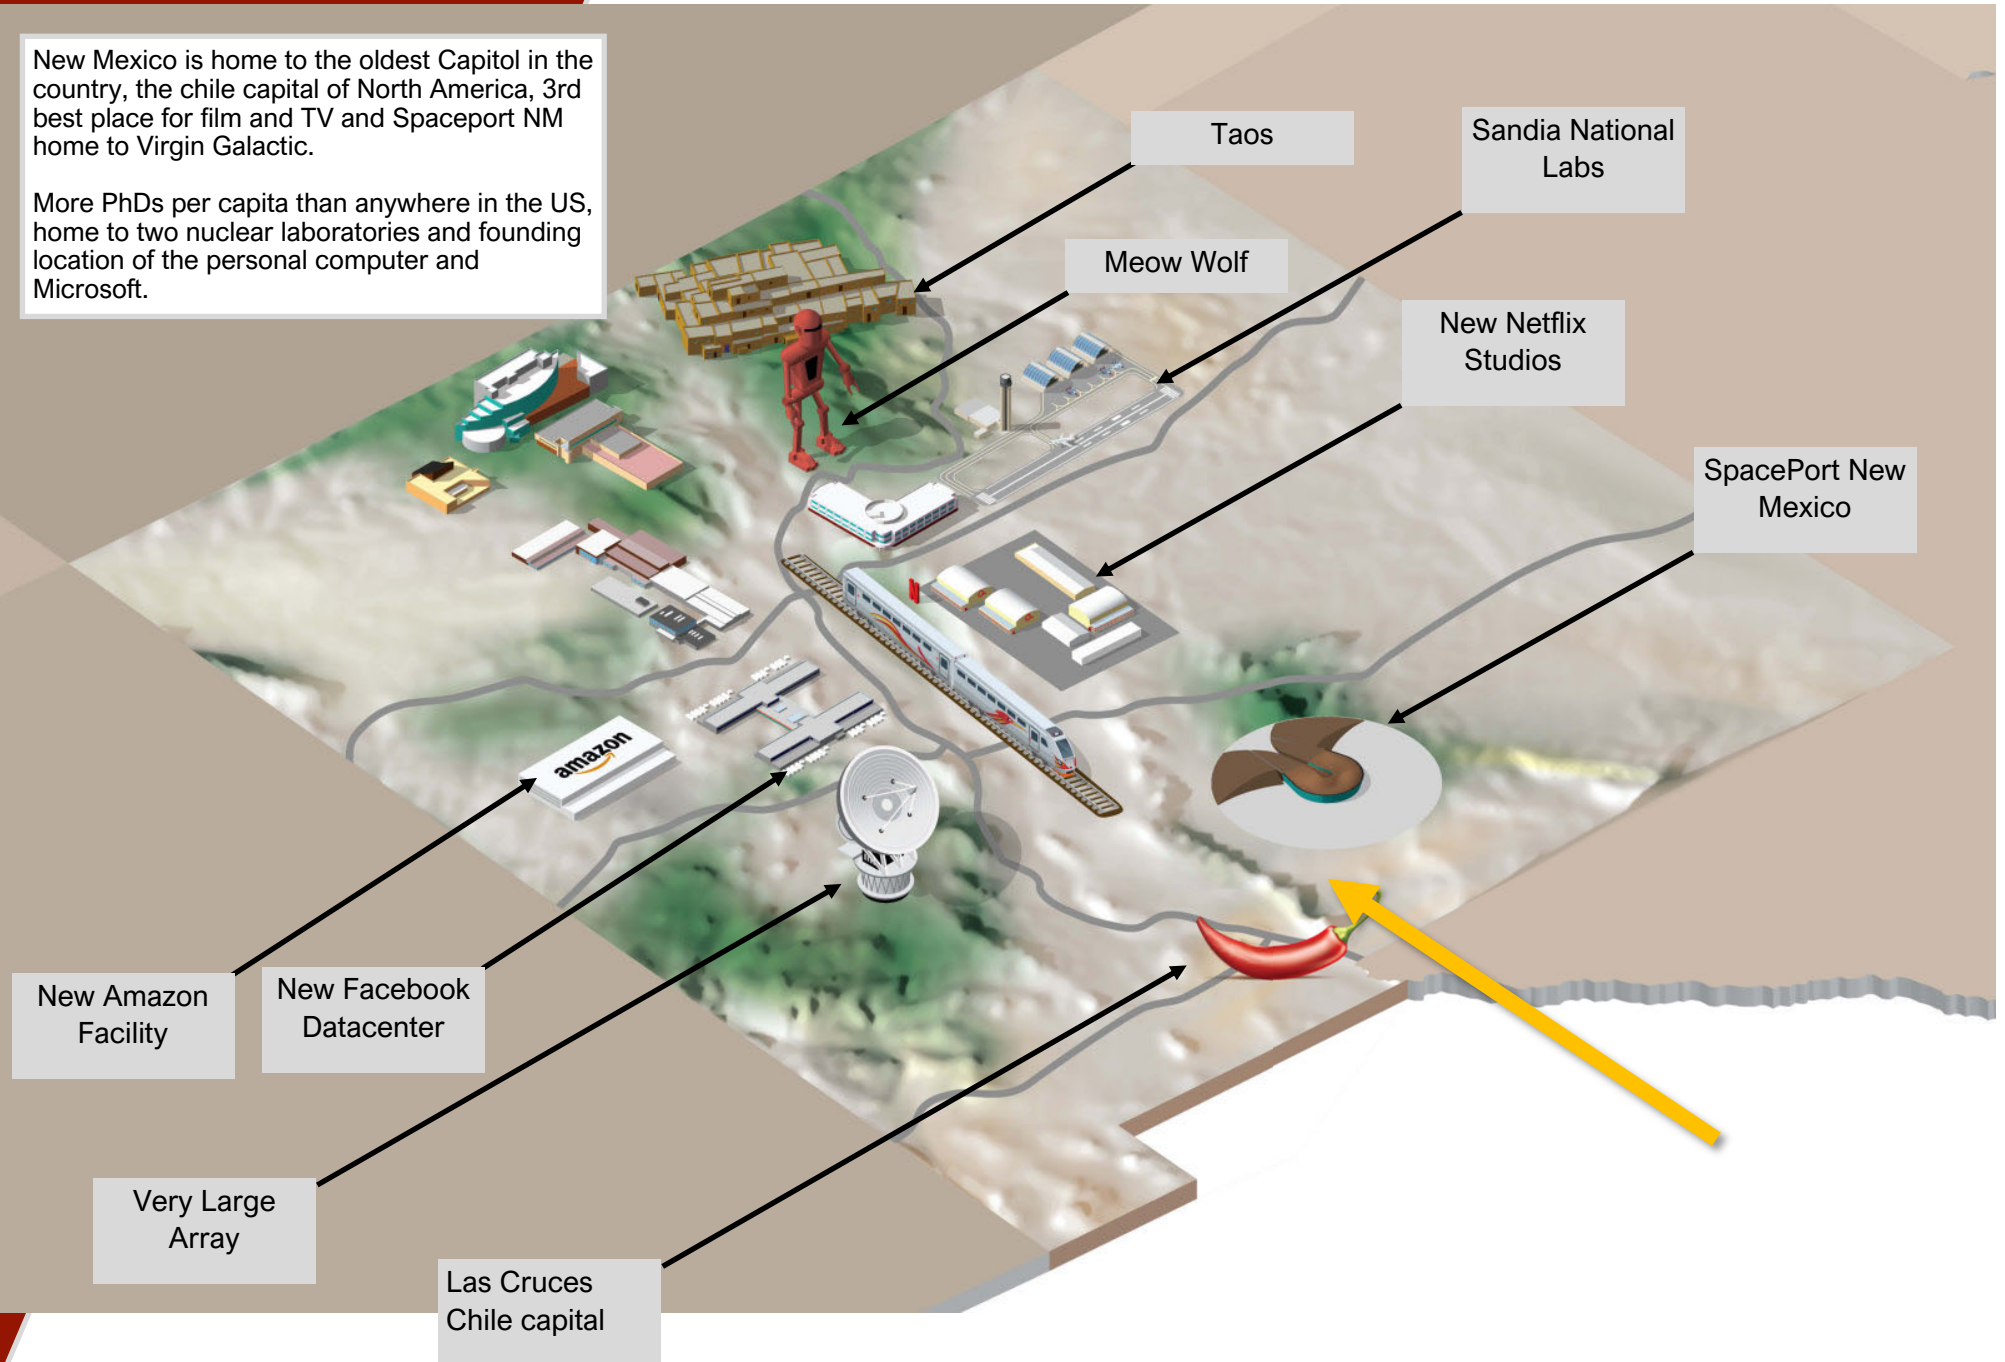 New Mexico is home to the oldest Capitol in the
country, the chile capital of North America, 3rd
best place for film and TV and Spaceport NM
home to Virgin Galactic.
More PhDs per capita than anywhere in the US,
home to two nuclear laboratories and founding
location of the personal computer and
Microsoft.
Taos
Sandia National
Labs
Meow Wolf
New Netflix
Studios
SpacePort New
Mexico
N
amazon
New Amazon
Facility
New Facebook
Datacenter
Very Large
Array
Las Cruces
Chile capital